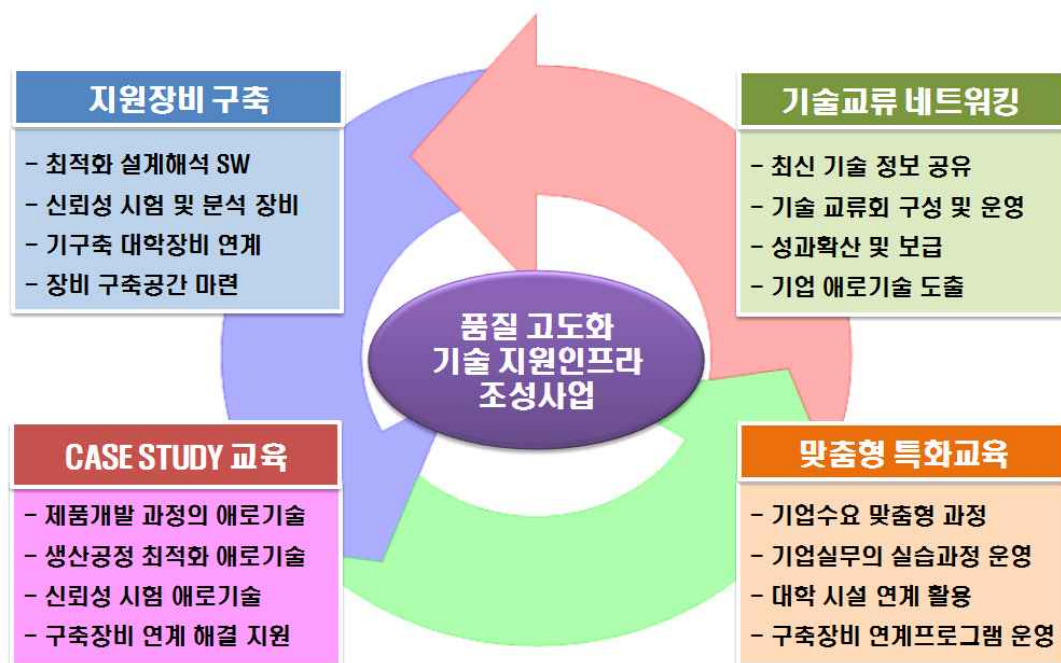 지원장비 구축
- 최적화 설계해석 SW
- 신뢰성 시험 및 분석 장비
- 기구축 대학장비 연계
- 장비 구축공간 마련
기술교류 네트워킹
- 최신 기술 정보 공유
- 기술 교류회 구성 및 운영
- 성과확산 및 보급
- 기업 애로기술 도출
품질 고도화
기술 지원인프라
조성사업
CASE STUDY 교육
- 제품개발 과정의 애로기술
- 생산공정 최적화 애로기술
- 신뢰성 시험 애로기술
- 구축장비 연계 해결 지원
맞춤형 특화교육
- 기업수요 맞춤형 과정
- 기업실무의 실습과정 운영
- 대학 시설 연계 활용
- 구축장비 연계프로그램 운영